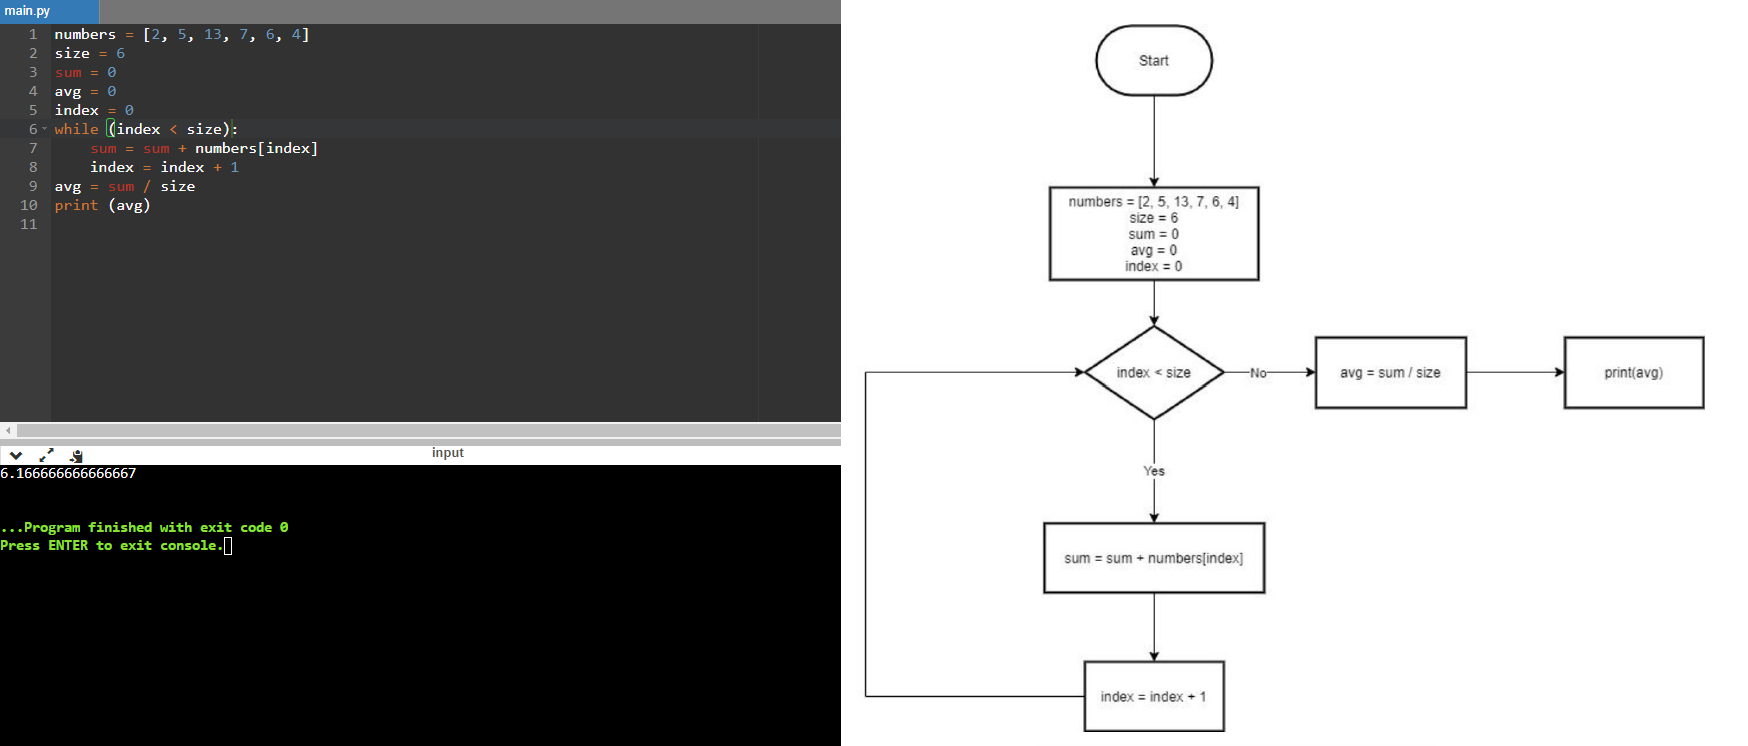 main.py
1 numbers = [2, 5, 13, 7, 6, 4]
2 size = 6
3 sum = 0
4 avg = 0
5 index = 0
6 while (index < size):
7 sum = sum + numbers[index]
8 index = index + 1
9 avg = sum / size
10 print (avg)
11
input
6.166666666666667
...Program finished with exit code 0
Press ENTER to exit console.
Start
numbers = [2, 5, 13, 7, 6, 4]
size = 6
sum = 0
avg = 0
index = 0
index < size
No
avg = sum / size
print(avg)
Yes
sum = sum + numbers[index]
index = index + 1